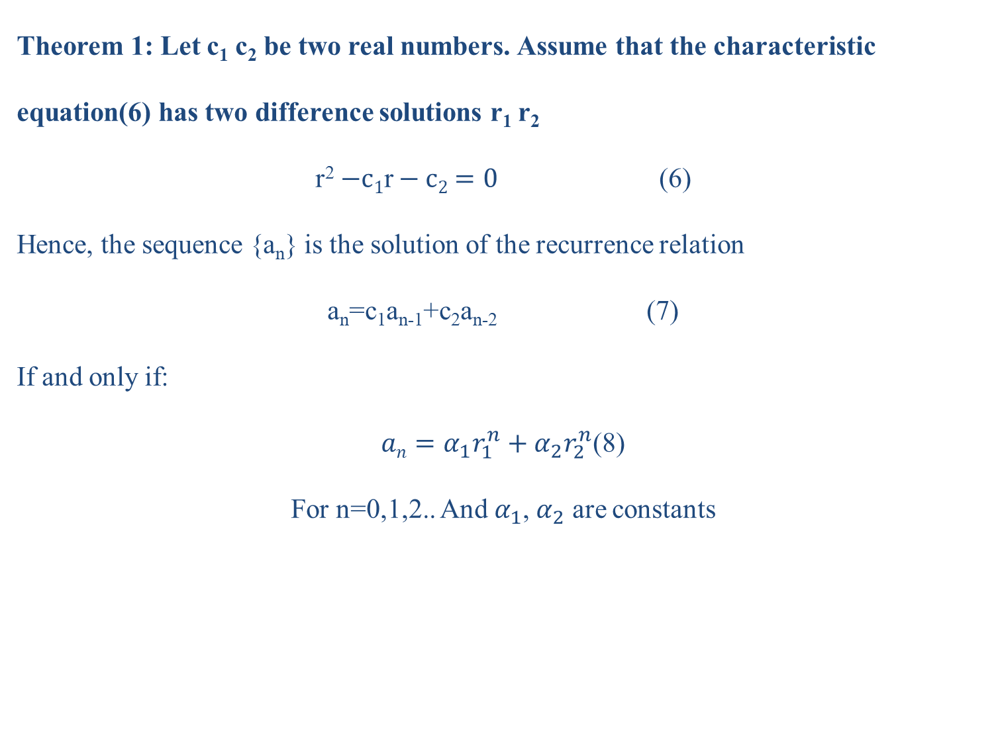 Theorem 1: Let c₁ c₂ be two real numbers. Assume that the characteristic
equation(6) has two difference solutions r₁ r₂
r² −c₁r − c₂ = 0 (6)
Hence, the sequence {aₙ} is the solution of the recurrence relation
aₙ=c₁aₙ₋₁+c₂aₙ₋₂ (7)
If and only if:
𝑎ₙ = 𝛼₁𝑟₁ⁿ + 𝛼₂𝑟₂ⁿ(8)
For n=0,1,2.. And 𝛼₁, 𝛼₂ are constants